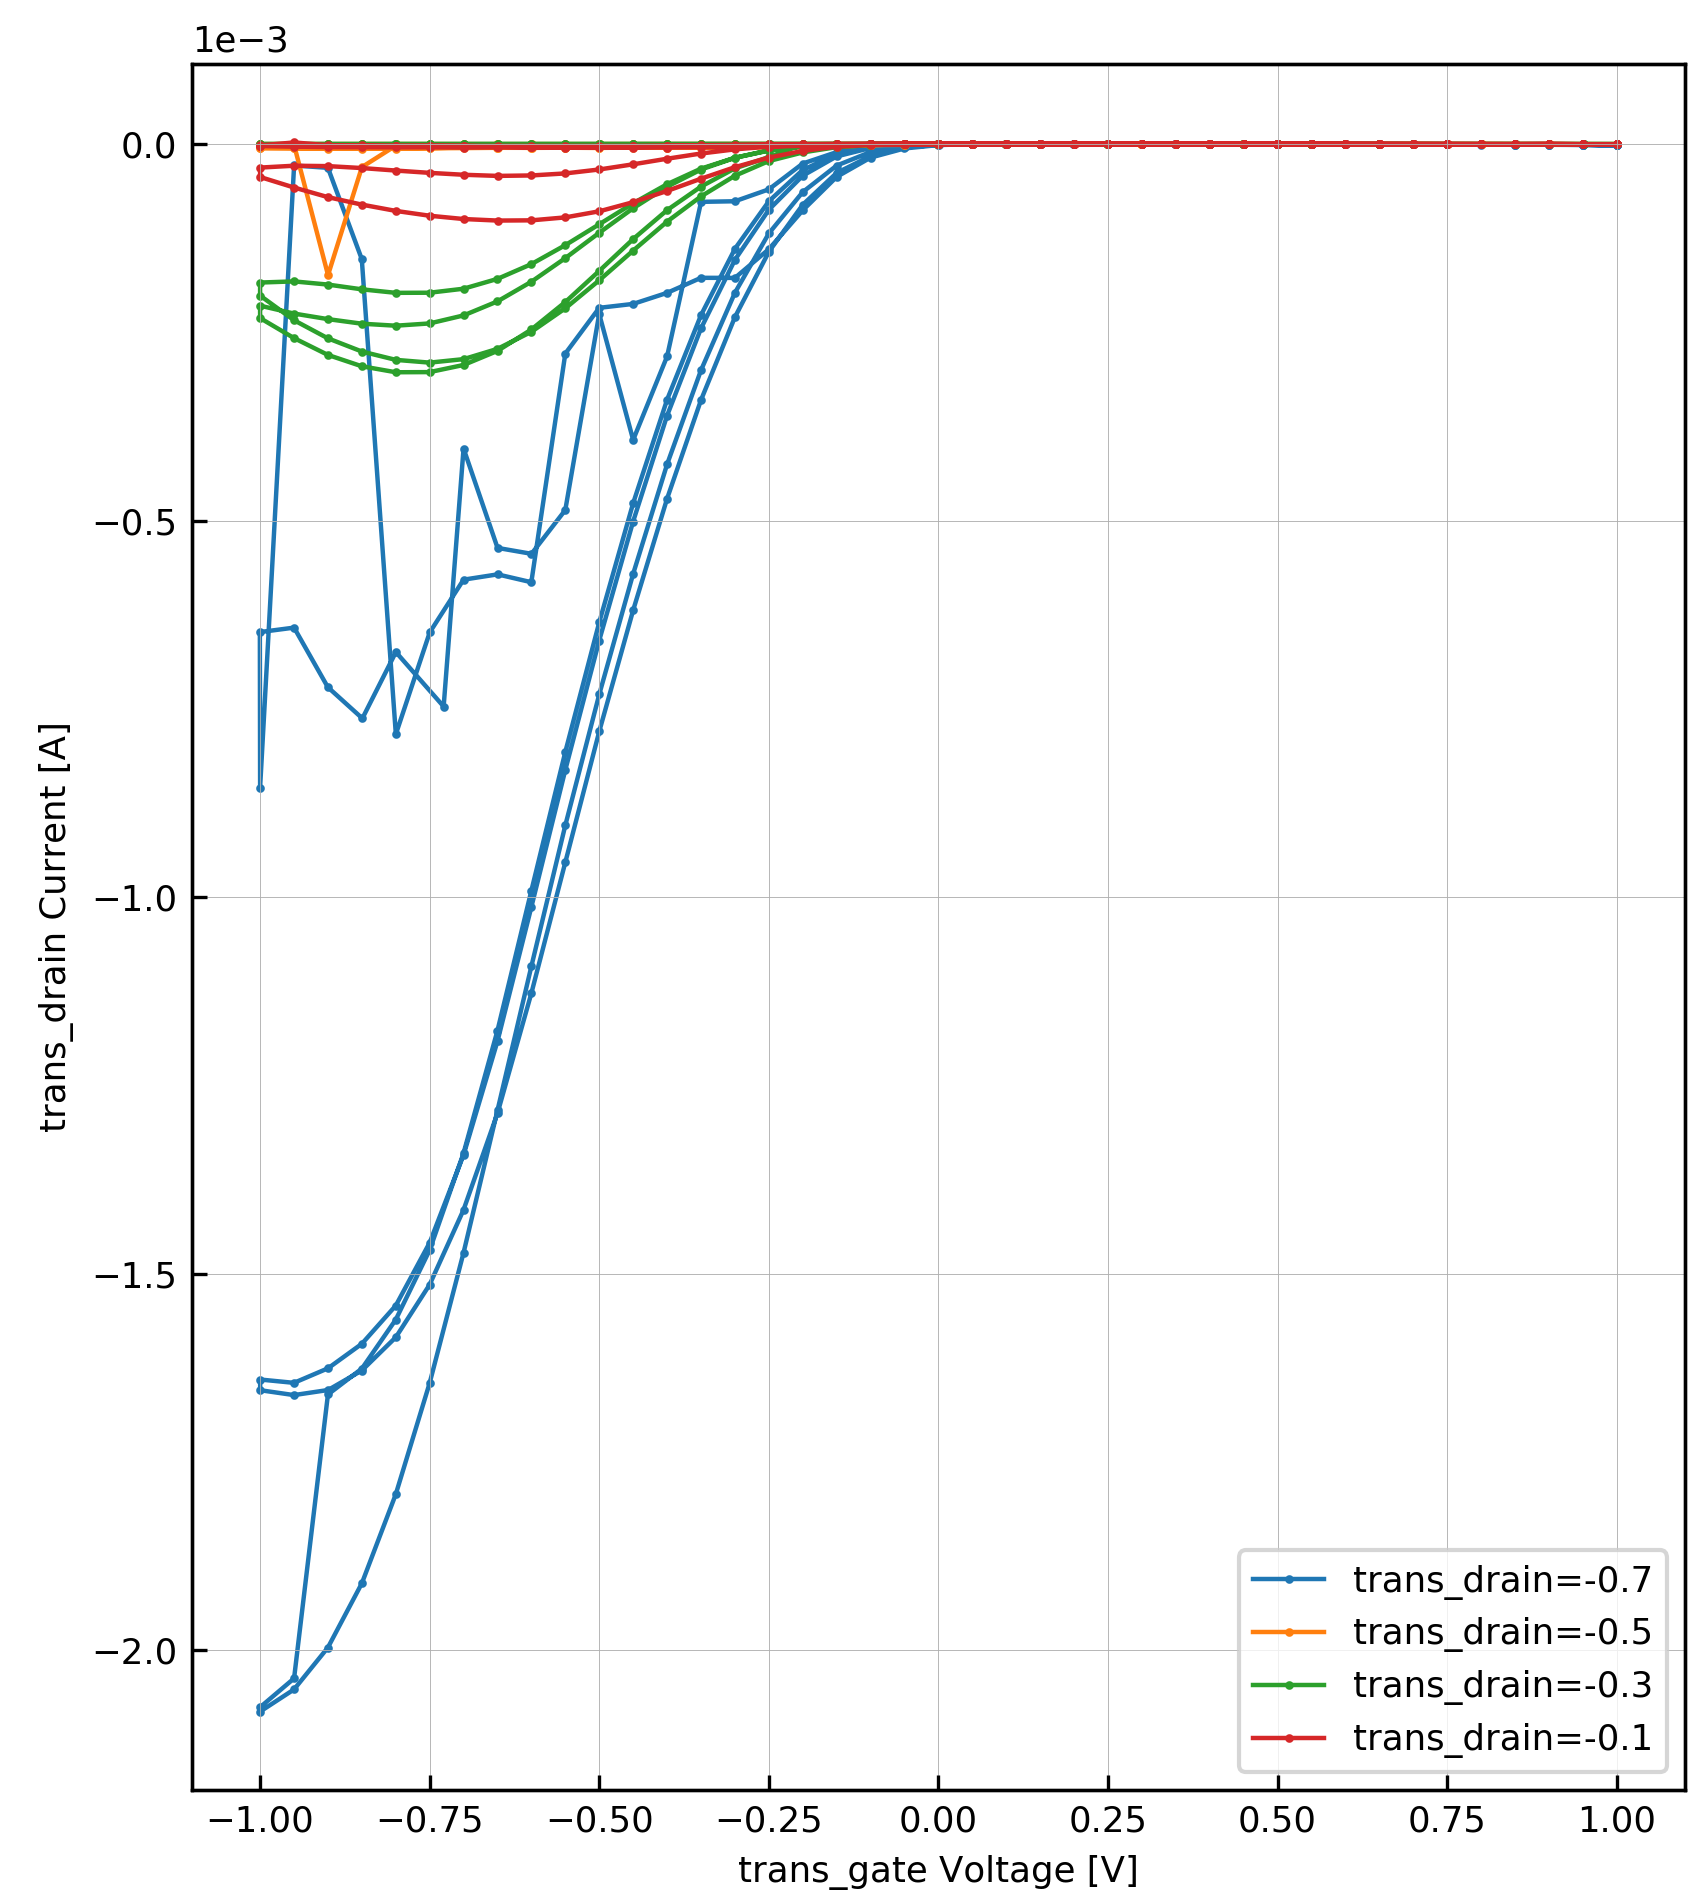 1e−3
0.0
−0.5
−1.0
−1.5
−2.0
trans_drain Current [A]
trans_drain=-0.7
trans_drain=-0.5
trans_drain=-0.3
trans_drain=-0.1
−1.00 −0.75 −0.50 −0.25 0.00 0.25 0.50 0.75 1.00
trans_gate Voltage [V]